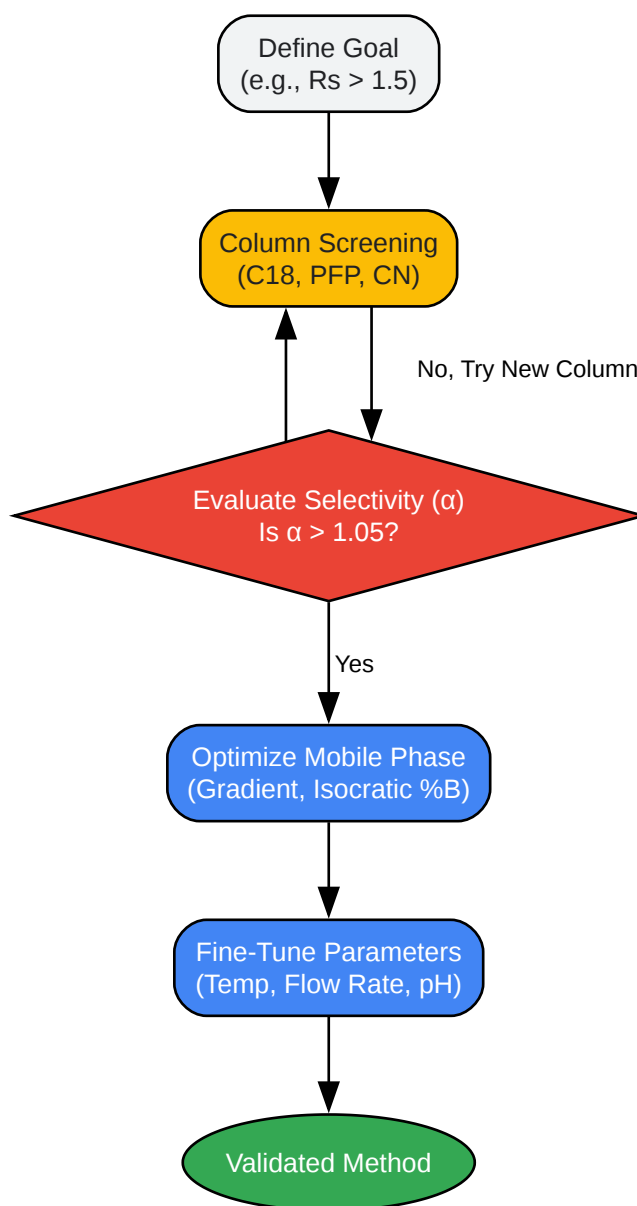 Define Goal
(e.g., Rs > 1.5)
Column Screening
(C18, PFP, CN)
No, Try New Column
Evaluate Selectivity (α)
Is α > 1.05?
Yes
Optimize Mobile Phase
(Gradient, Isocratic %B)
Fine-Tune Parameters
(Temp, Flow Rate, pH)
Validated Method